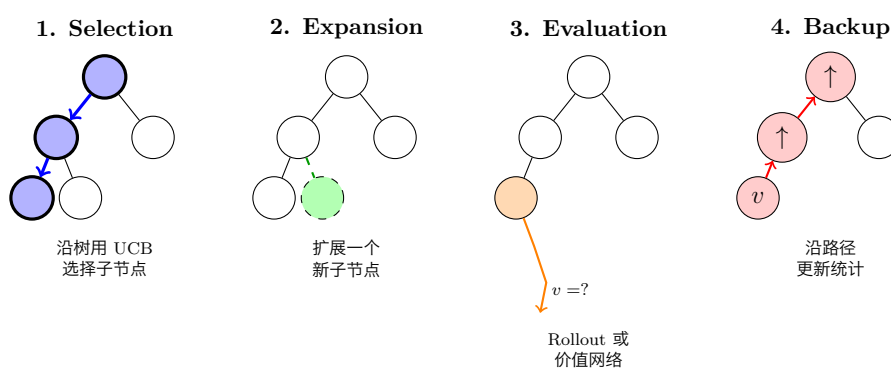 1. Selection
2. Expansion
3. Evaluation
4. Backup
↑
↑
v
沿树用 UCB
选择子节点
扩展一个
新子节点
v =?
Rollout 或
价值网络
沿路径
更新统计